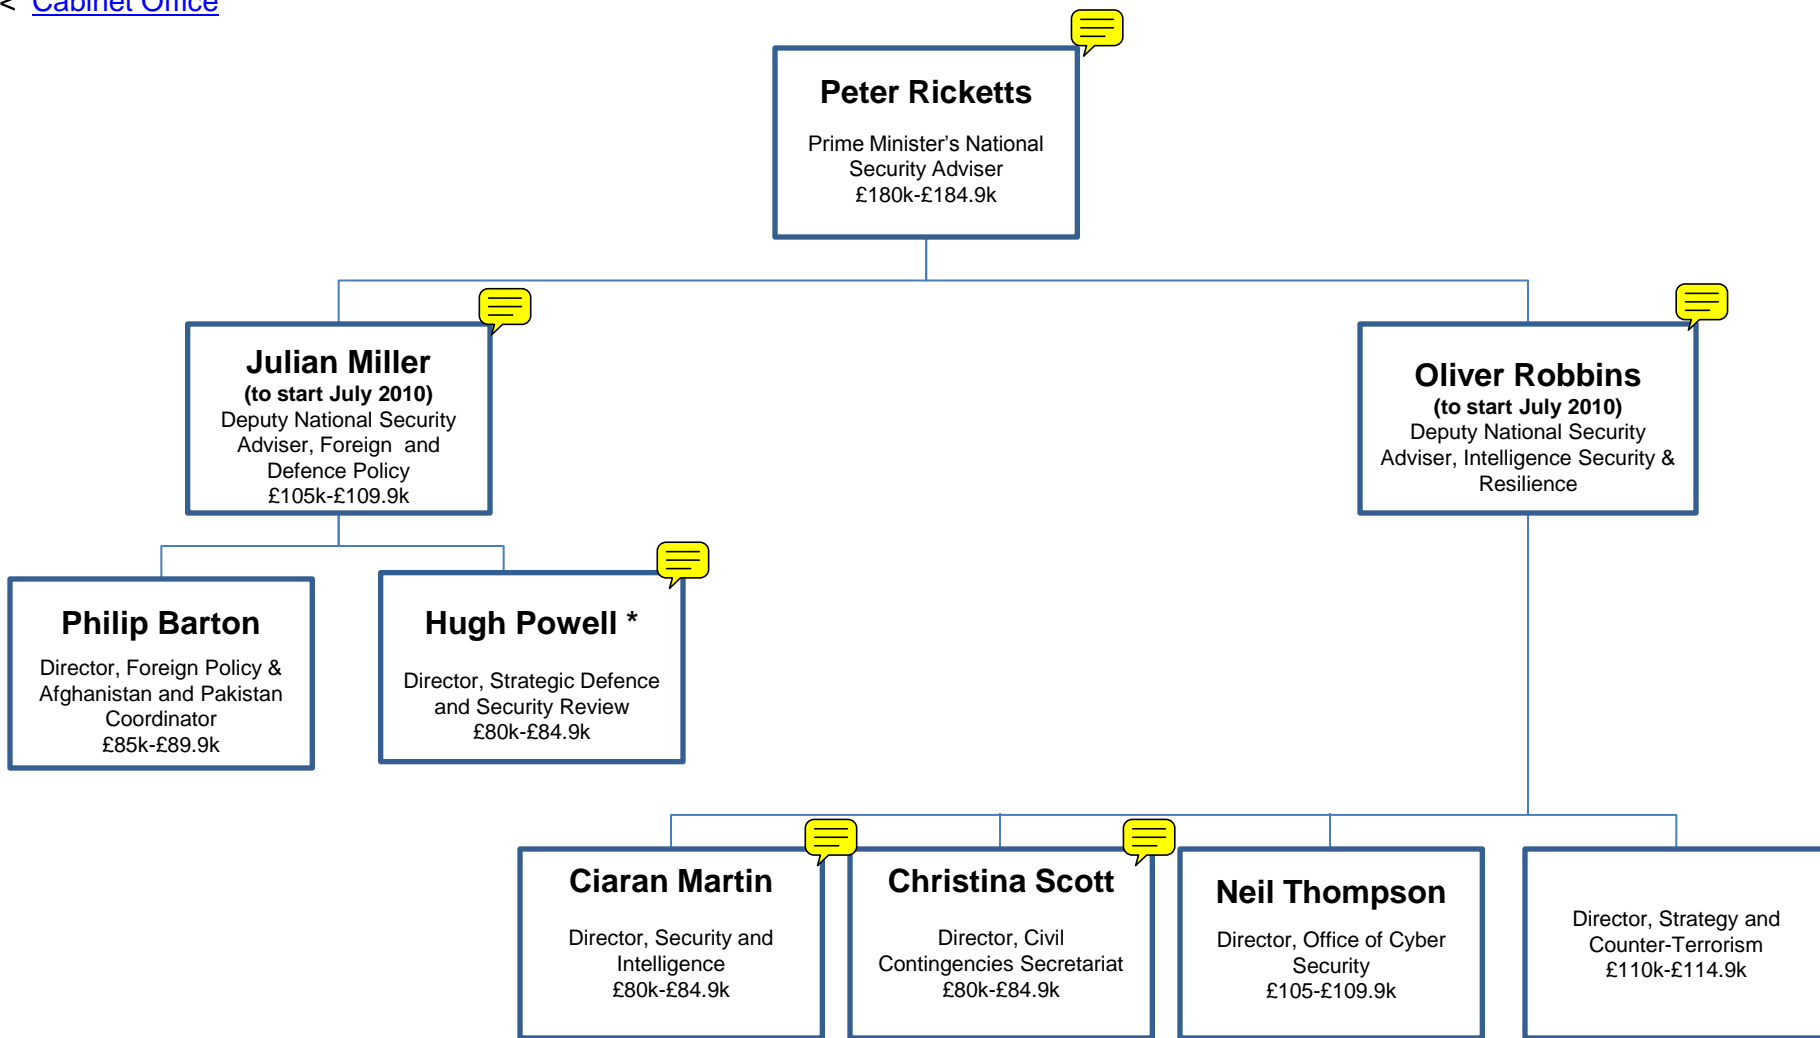 < Cabinet Office
Peter Ricketts
Prime Minister’s National
Security Adviser
£180k-£184.9k
Julian Miller
(to start July 2010)
Deputy National Security
Adviser, Foreign and
Defence Policy
£105k-£109.9k
Oliver Robbins
(to start July 2010)
Deputy National Security
Adviser, Intelligence Security &
Resilience
Philip Barton
Director, Foreign Policy &
Afghanistan and Pakistan
Coordinator
£85k-£89.9k
Hugh Powell *
Director, Strategic Defence
and Security Review
£80k-£84.9k
Ciaran Martin
Director, Security and
Intelligence
£80k-£84.9k
Christina Scott
Director, Civil
Contingencies Secretariat
£80k-£84.9k
Neil Thompson
Director, Office of Cyber
Security
£105-£109.9k
Director, Strategy and
Counter-Terrorism
£110k-£114.9k